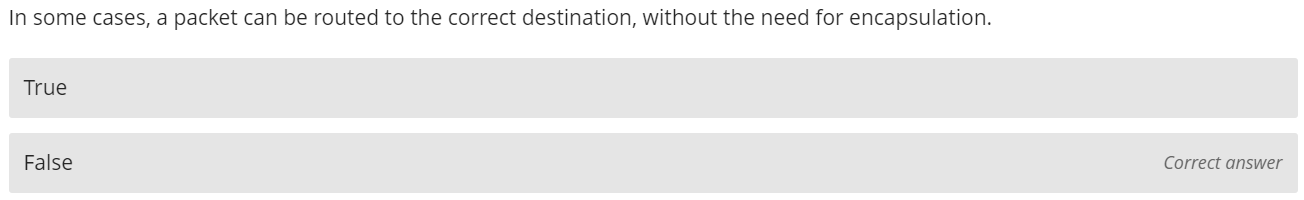 In some cases, a packet can be routed to the correct destination, without the need for encapsulation.
True
False
Correct answer